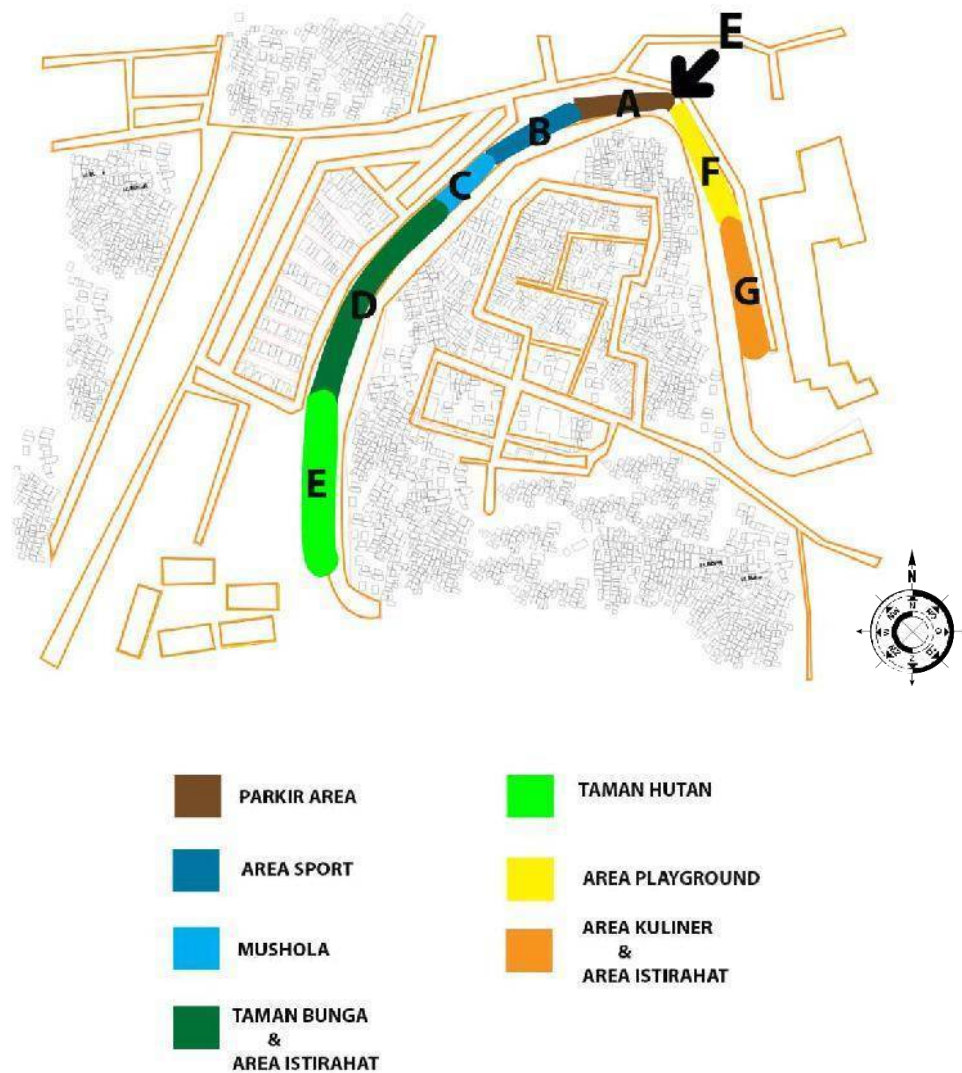 E
A
B
F
C
G
D
E
N
PARKIR AREA
TAMAN HUTAN
AREA SPORT
AREA PLAYGROUND
MUSHOLA
AREA KULINER
&
AREA ISTIRAHAT
TAMAN BUNGA
&
AREA ISTIRAHAT